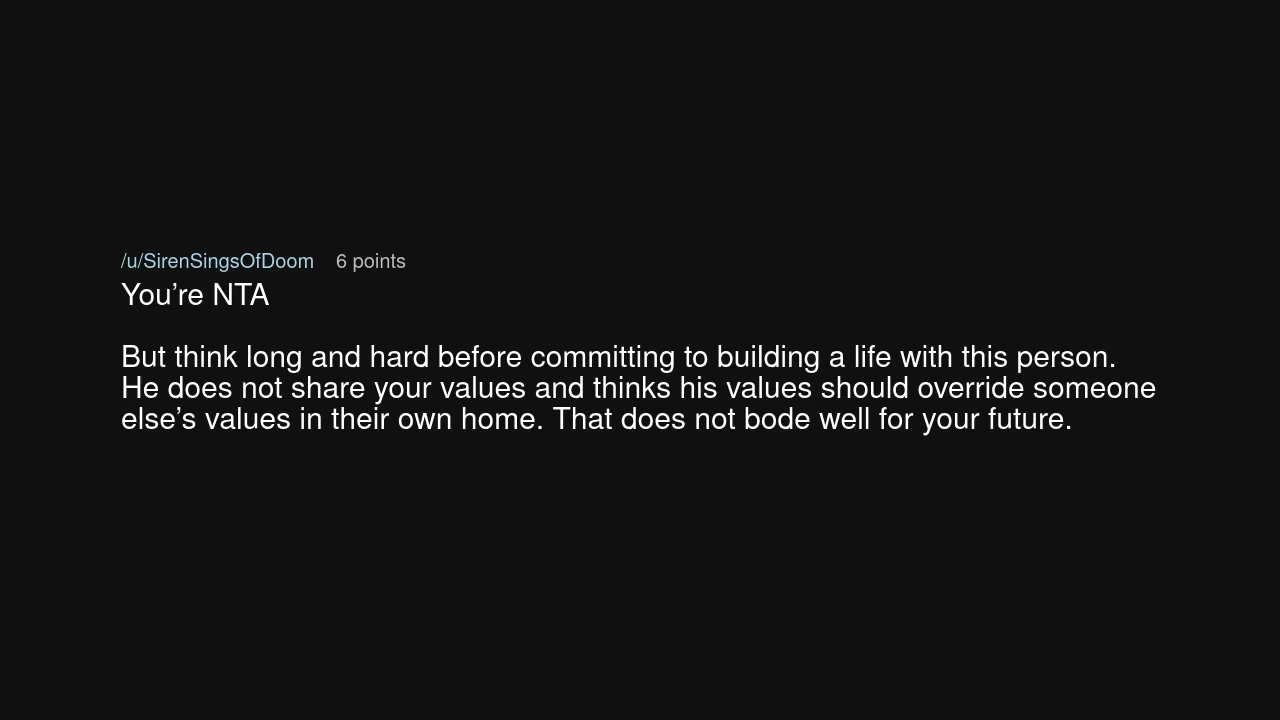 /u/SirenSingsOfDoom 6 points
You’re NTA
But think long and hard before committing to building a life with this person.
He does not share your values and thinks his values should override someone
else’s values in their own home. That does not bode well for your future.